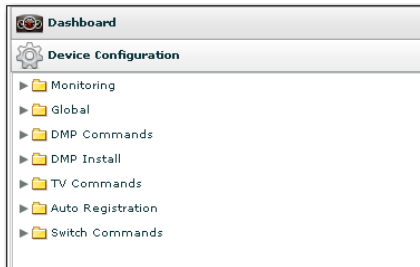 Dashboard
Device Configuration
Monitoring
Global
DMP Commands
DMP Install
TV Commands
Auto Registration
Switch Commands